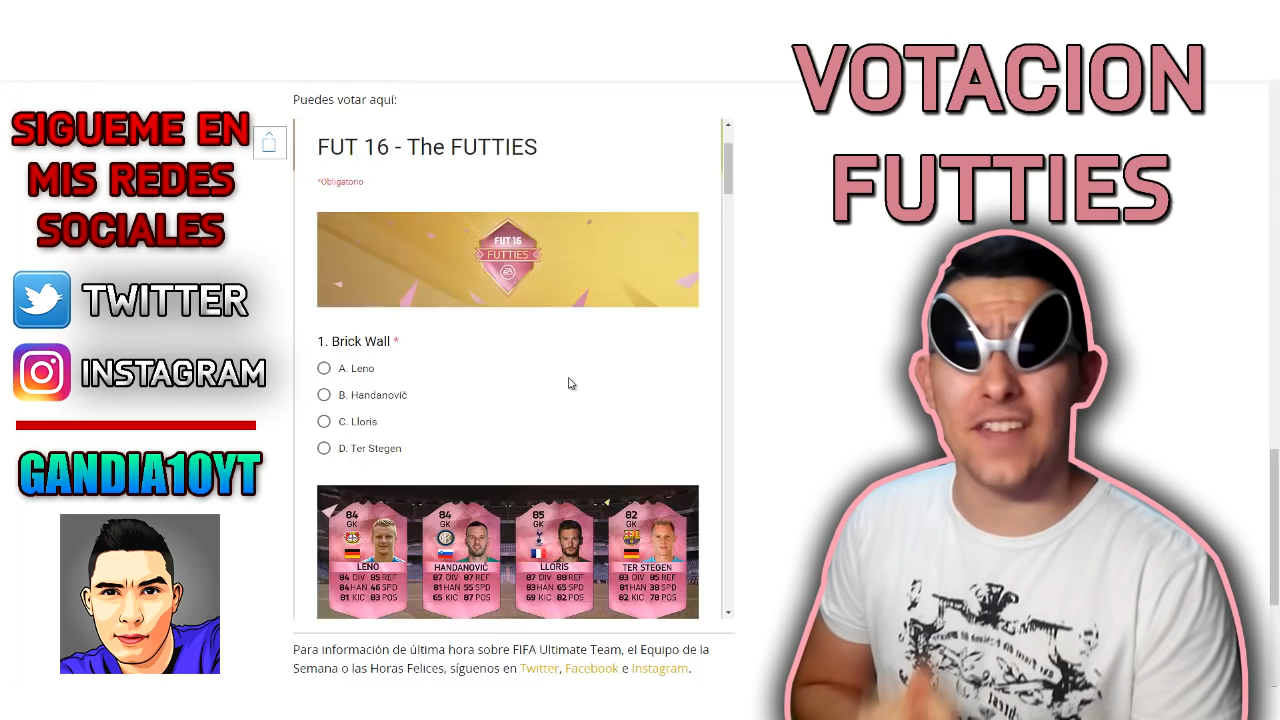 VOTACION
FUTTIES
SIGUEME EN
MIS REDES
SOCIALES
TWITTER
INSTAGRAM
GANDIA10YT
Puedes votar aquí:
FUT 16 - The FUTTIES
*Obligatorio
FUT 16
FUTTIES
EA
1. Brick Wall *
A. Leno
B. Handanovič
C. Lloris
D. Ter Stegen
84
GK
LENO
84 DIV 85 REF
84 HAN 46 SPD
81 KIC 83 POS
84
GK
HANDANOVIČ
87 DIV 87 REF
81 HAN 55 SPD
65 KIC 87 POS
85
GK
LLORIS
87 DIV 88 REF
83 HAN 65 SPD
69 KIC 82 POS
82
GK
TER STEGEN
83 DIV 85 REF
81 HAN 38 SPD
82 KIC 78 POS
Para información de última hora sobre FIFA Ultimate Team, el Equipo de la
Semana o las Horas Felices, síguenos en Twitter, Facebook e Instagram.